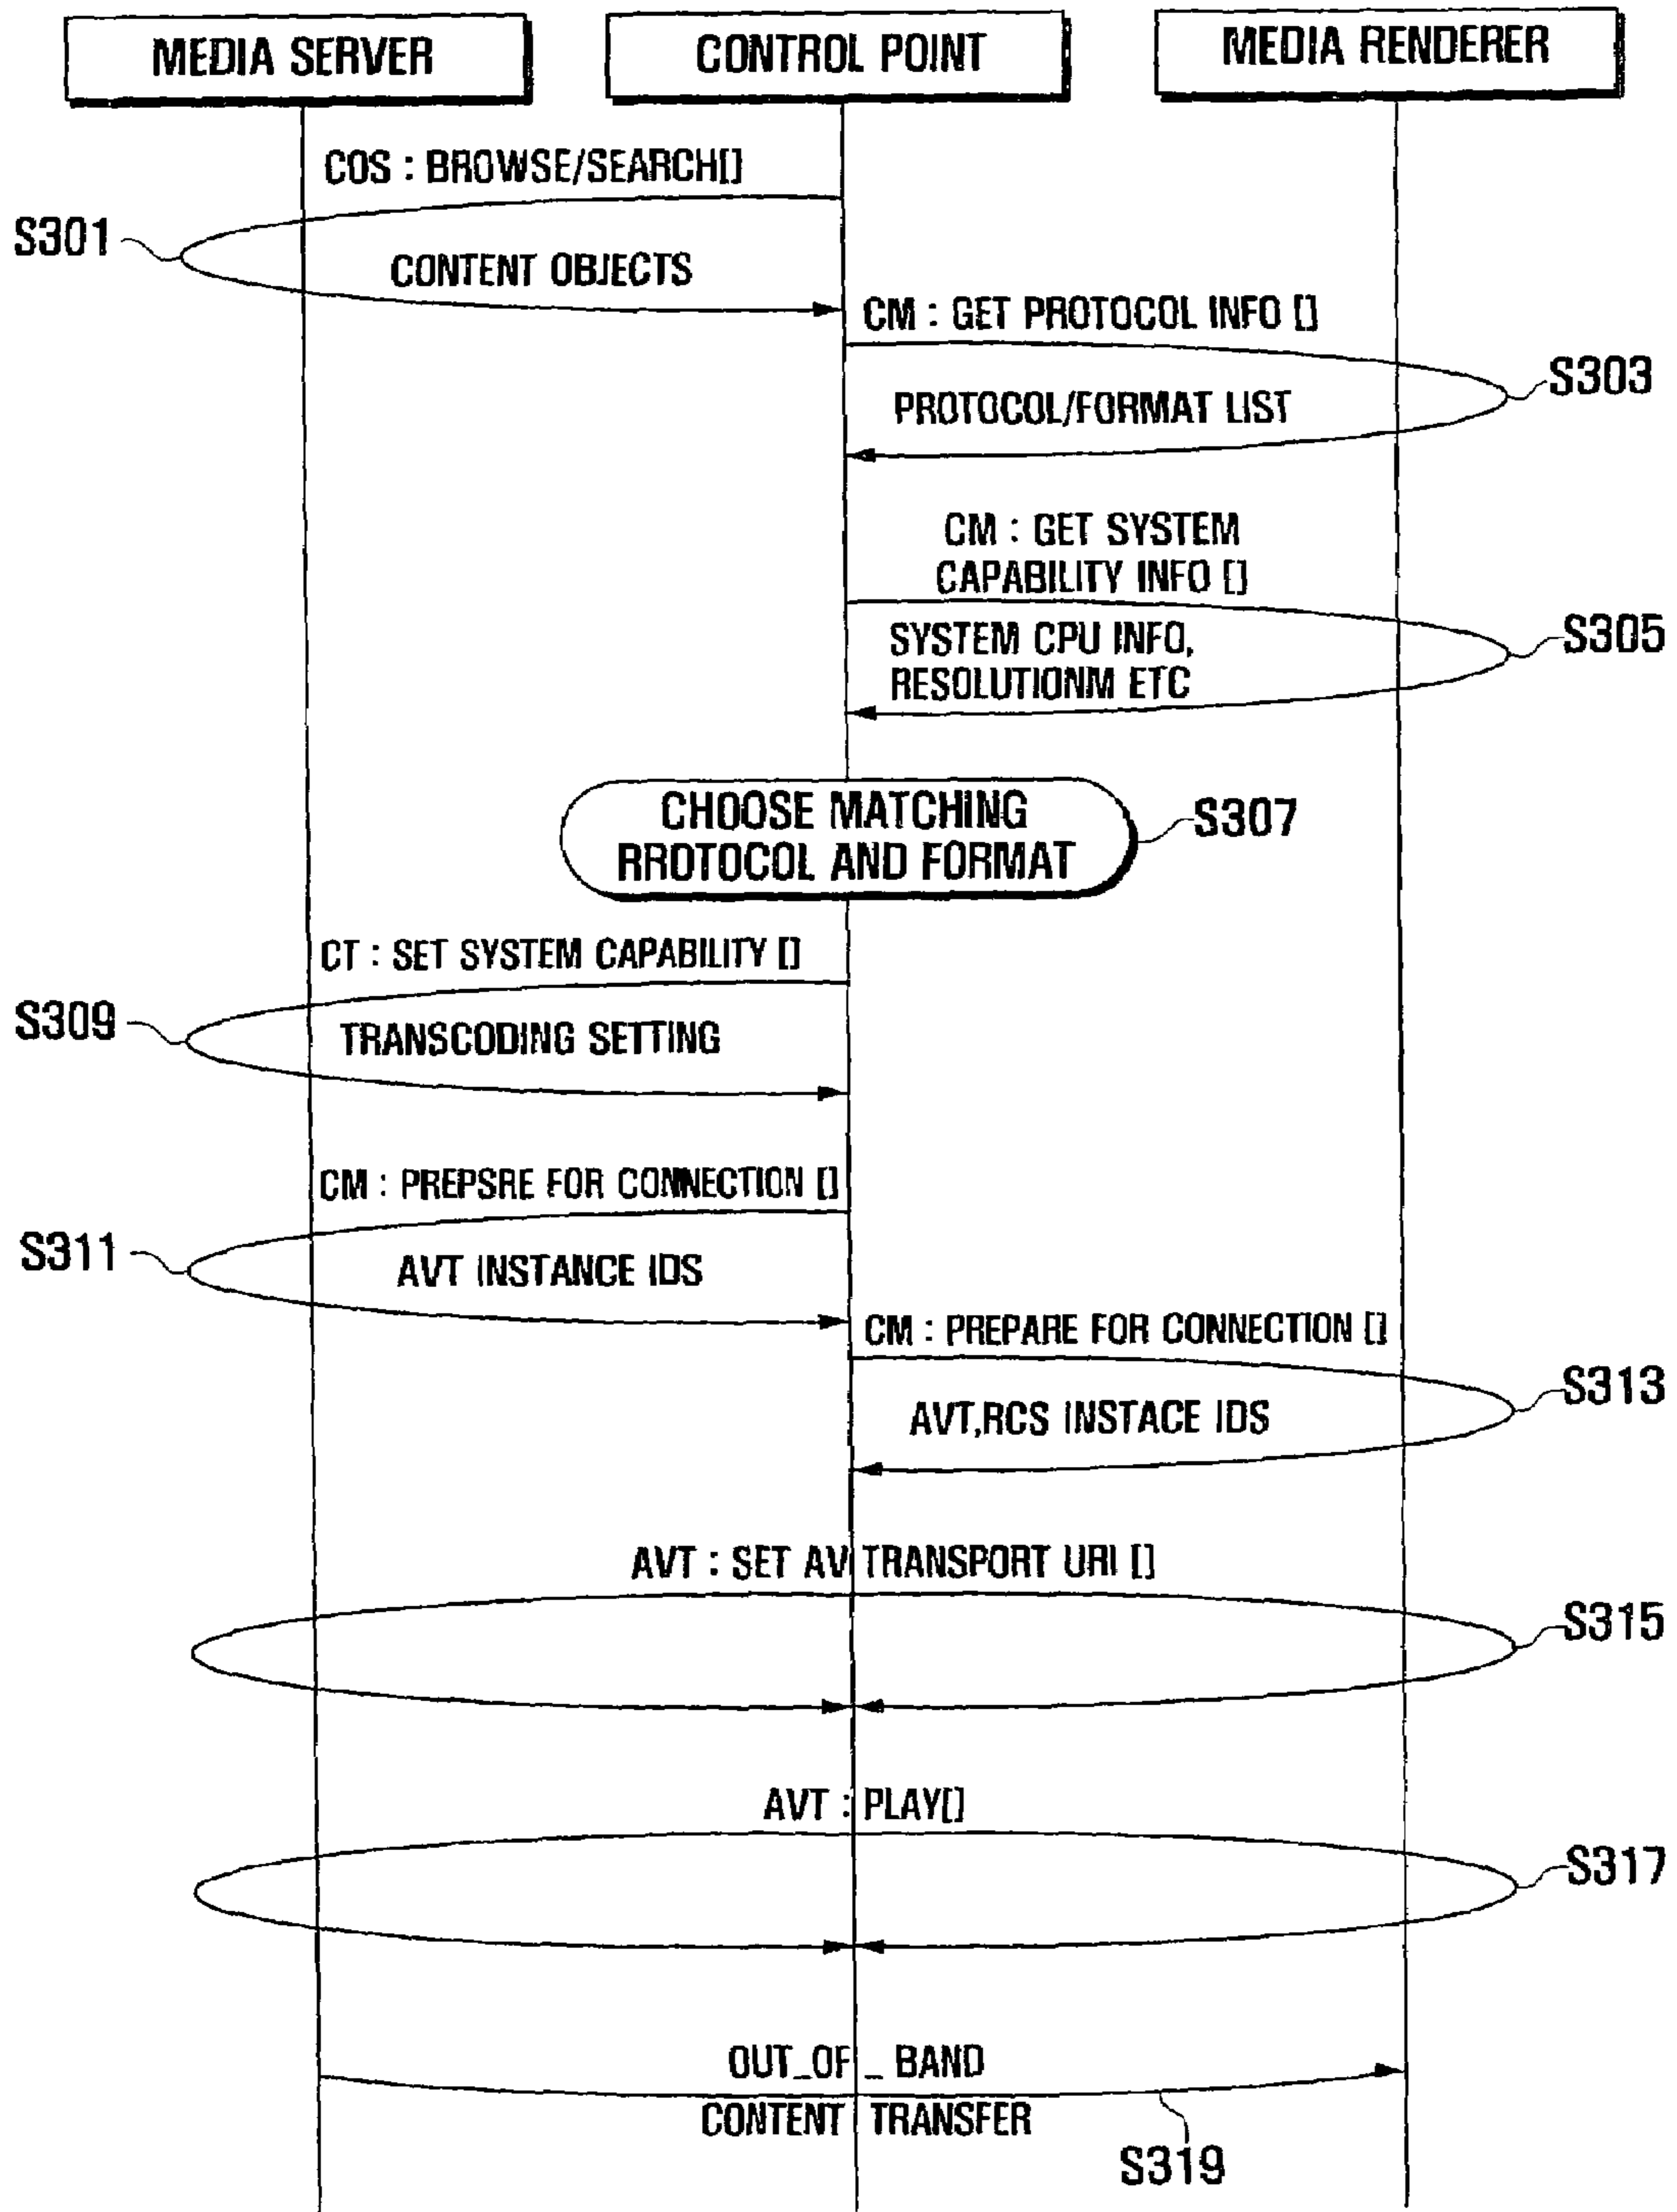 MEDIA SERVER
CONTROL POINT
MEDIA RENDERER
COS : BROWSE/SEARCH[]
S301
CONTENT OBJECTS
CM : GET PROTOCOL INFO []
S303
PROTOCOL/FORMAT LIST
CM : GET SYSTEM
CAPABILITY INFO []
S305
SYSTEM CPU INFO,
RESOLUTIONM ETC
CHOOSE MATCHING
RROTOCOL AND FORMAT
S307
CT : SET SYSTEM CAPABILITY []
S309
TRANSCODING SETTING
CM : PREPSRE FOR CONNECTION []
S311
AVT INSTANCE IDS
CM : PREPARE FOR CONNECTION []
S313
AVT,RCS INSTACE IDS
AVT : SET AV TRANSPORT URI []
S315
AVT : PLAY[]
S317
OUT_OF_BAND
CONTENT TRANSFER
S319